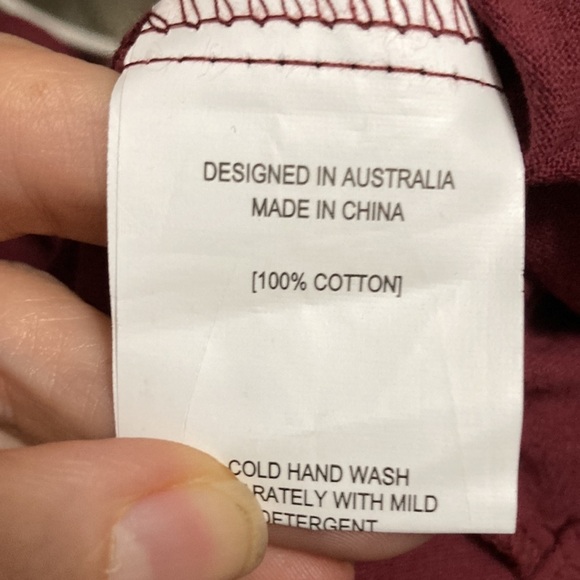 DESIGNED IN AUSTRALIA
MADE IN CHINA
[100% COTTON]
COLD HAND WASH
WITH MILD
DETERGENT